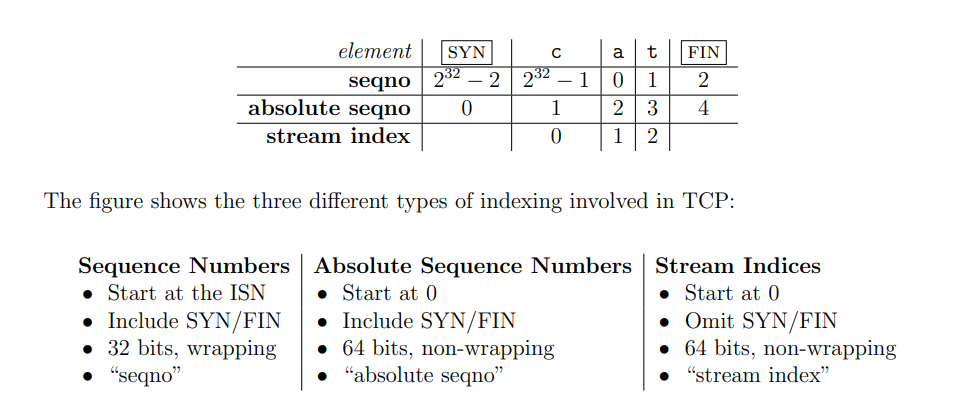 element SYN c a t FIN
seqno 2^32 − 2 2^32 − 1 0 1 2
absolute seqno 0 1 2 3 4
stream index 0 1 2
The figure shows the three different types of indexing involved in TCP:
Sequence Numbers Absolute Sequence Numbers Stream Indices
• Start at the ISN • Start at 0 • Start at 0
• Include SYN/FIN • Include SYN/FIN • Omit SYN/FIN
• 32 bits, wrapping • 64 bits, non-wrapping • 64 bits, non-wrapping
• “seqno” • “absolute seqno” • “stream index”